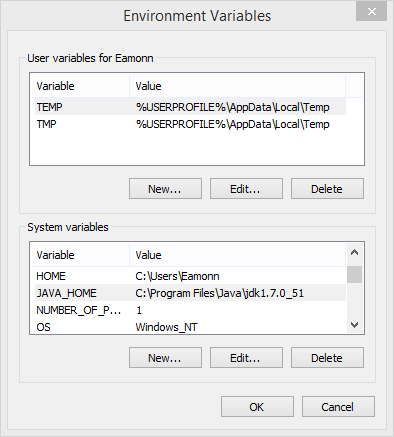 Environment Variables
User variables for Eamonn
Variable Value
TEMP %USERPROFILE%\AppData\Local\Temp
TMP %USERPROFILE%\AppData\Local\Temp
New... Edit... Delete
System variables
Variable Value
HOME C:\Users\Eamonn
JAVA_HOME C:\Program Files\Java\jdk1.7.0_51
NUMBER_OF_P... 1
OS Windows_NT
New... Edit... Delete
OK Cancel